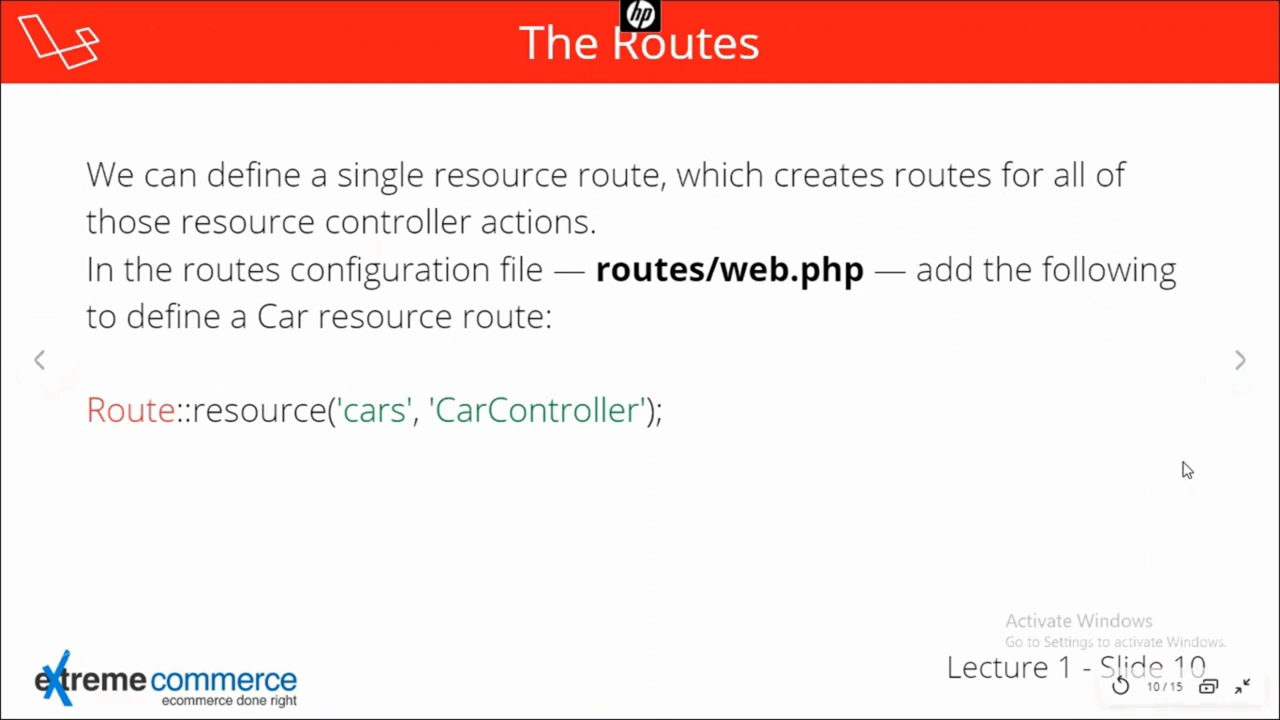 hp
The Routes
We can define a single resource route, which creates routes for all of
those resource controller actions.
In the routes configuration file — routes/web.php — add the following
to define a Car resource route:
Route::resource('cars', 'CarController');
Activate Windows
Go to Settings to activate Windows.
Lecture 1 - Slide 10
10/15
extreme commerce
ecommerce done right